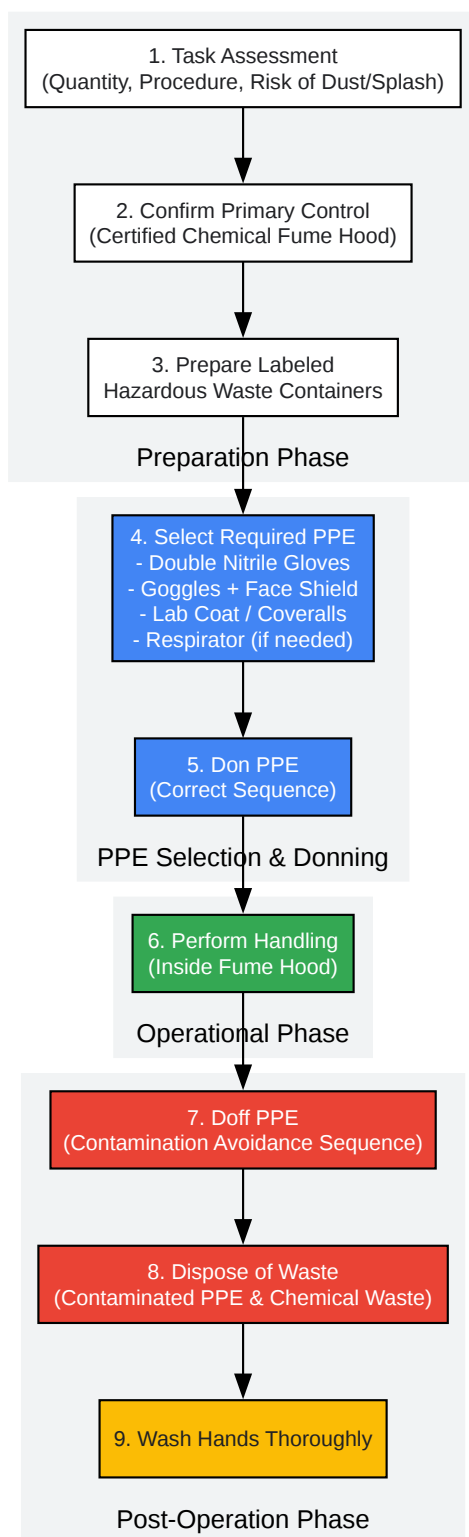 1. Task Assessment
(Quantity, Procedure, Risk of Dust/Splash)
2. Confirm Primary Control
(Certified Chemical Fume Hood)
3. Prepare Labeled
Hazardous Waste Containers
Preparation Phase
4. Select Required PPE
- Double Nitrile Gloves
- Goggles + Face Shield
- Lab Coat / Coveralls
- Respirator (if needed)
5. Don PPE
(Correct Sequence)
PPE Selection & Donning
6. Perform Handling
(Inside Fume Hood)
Operational Phase
7. Doff PPE
(Contamination Avoidance Sequence)
8. Dispose of Waste
(Contaminated PPE & Chemical Waste)
9. Wash Hands Thoroughly
Post-Operation Phase